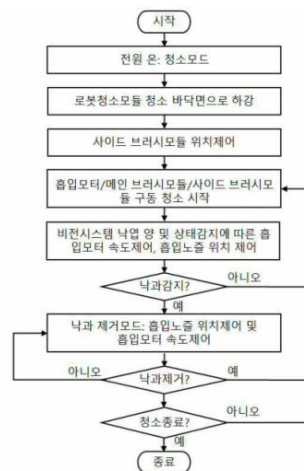 시작
전원 온: 청소모드
로봇청소모듈 청소 바닥면으로 하강
사이드 브러시모듈 위치제어
흡입모터/메인 브러시모듈/사이드 브러시모
듈 구동 청소 시작
비전시스템 낙엽 양 및 상태감지에 따른 흡
입모터 속도제어, 흡입노즐 위치 제어
낙과감지?
아니오
예
낙과 제거모드: 흡입노즐 위치제어 및
흡입모터 속도제어
아니오
낙과제거?
예
청소종료?
아니오
예
종료